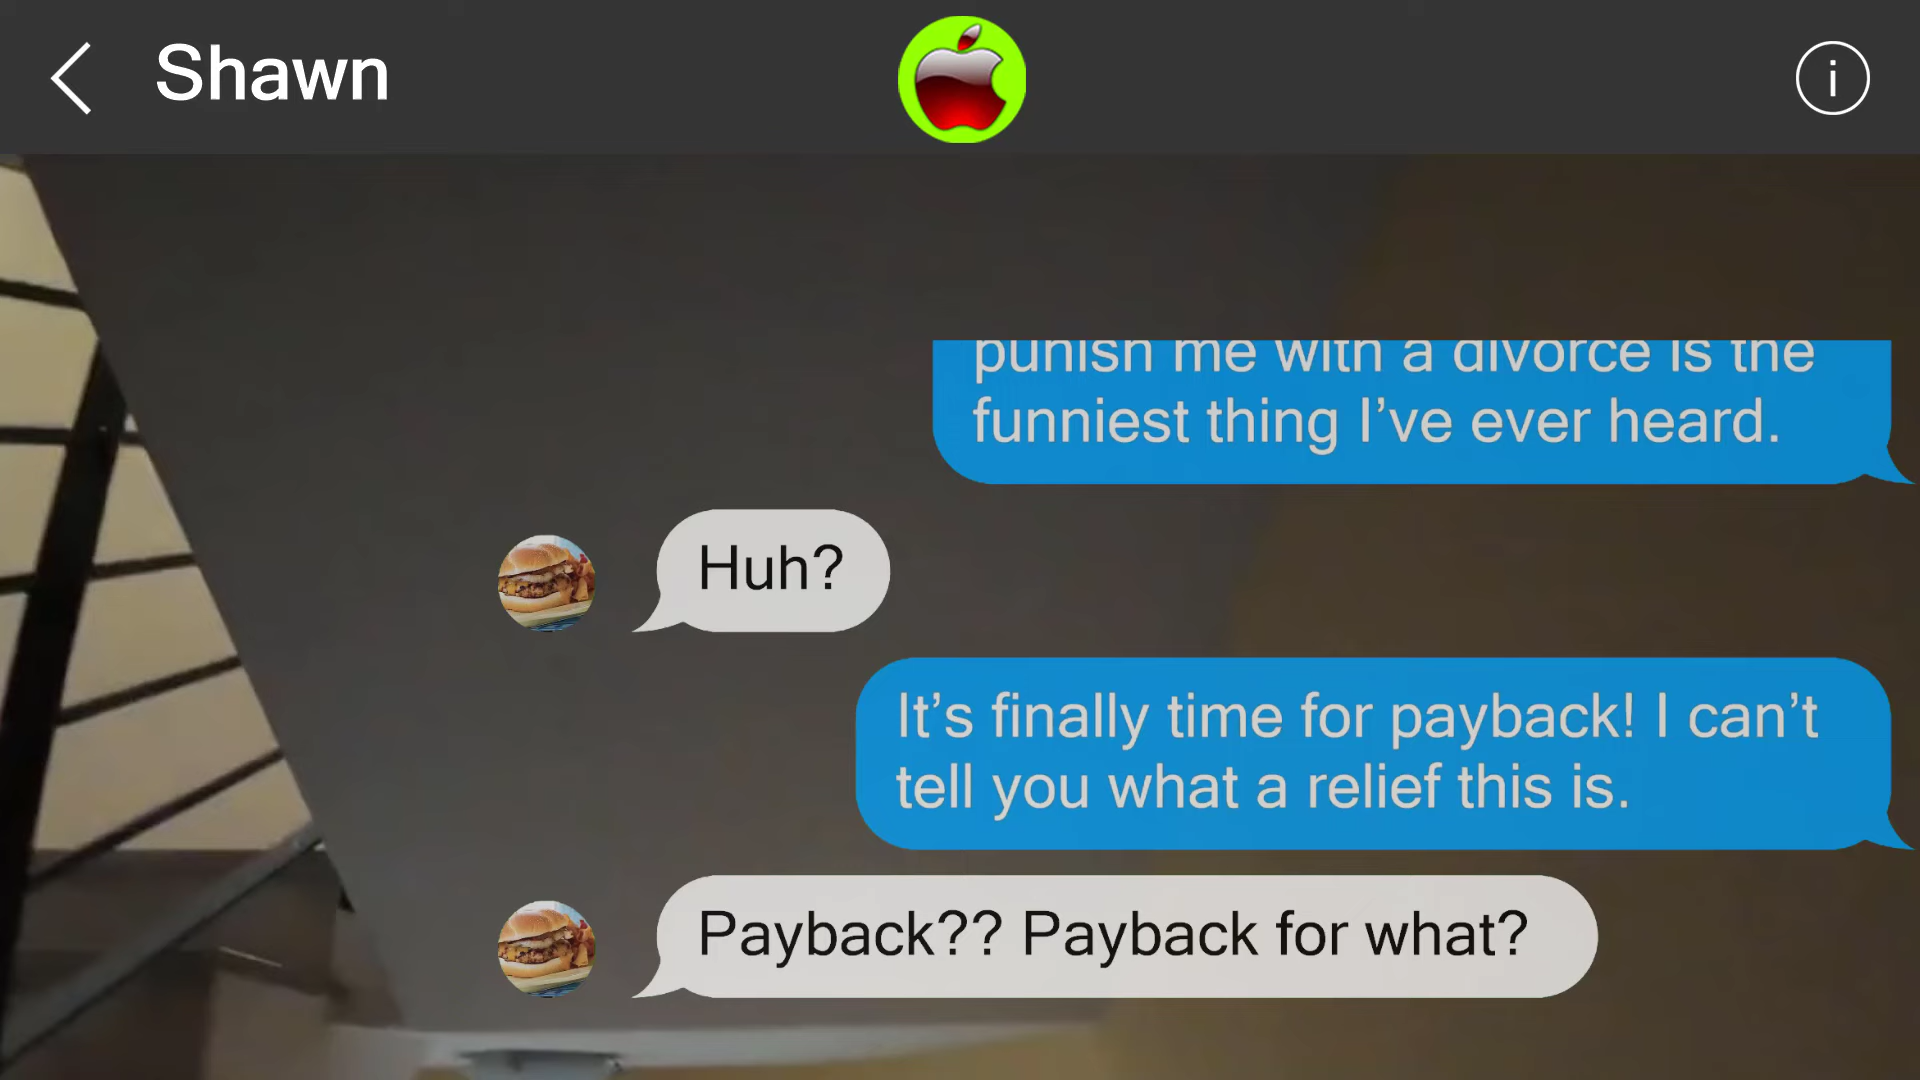 Shawn
punish me with a divorce is the
funniest thing I’ve ever heard.
Huh?
It’s finally time for payback! I can’t
tell you what a relief this is.
Payback?? Payback for what?